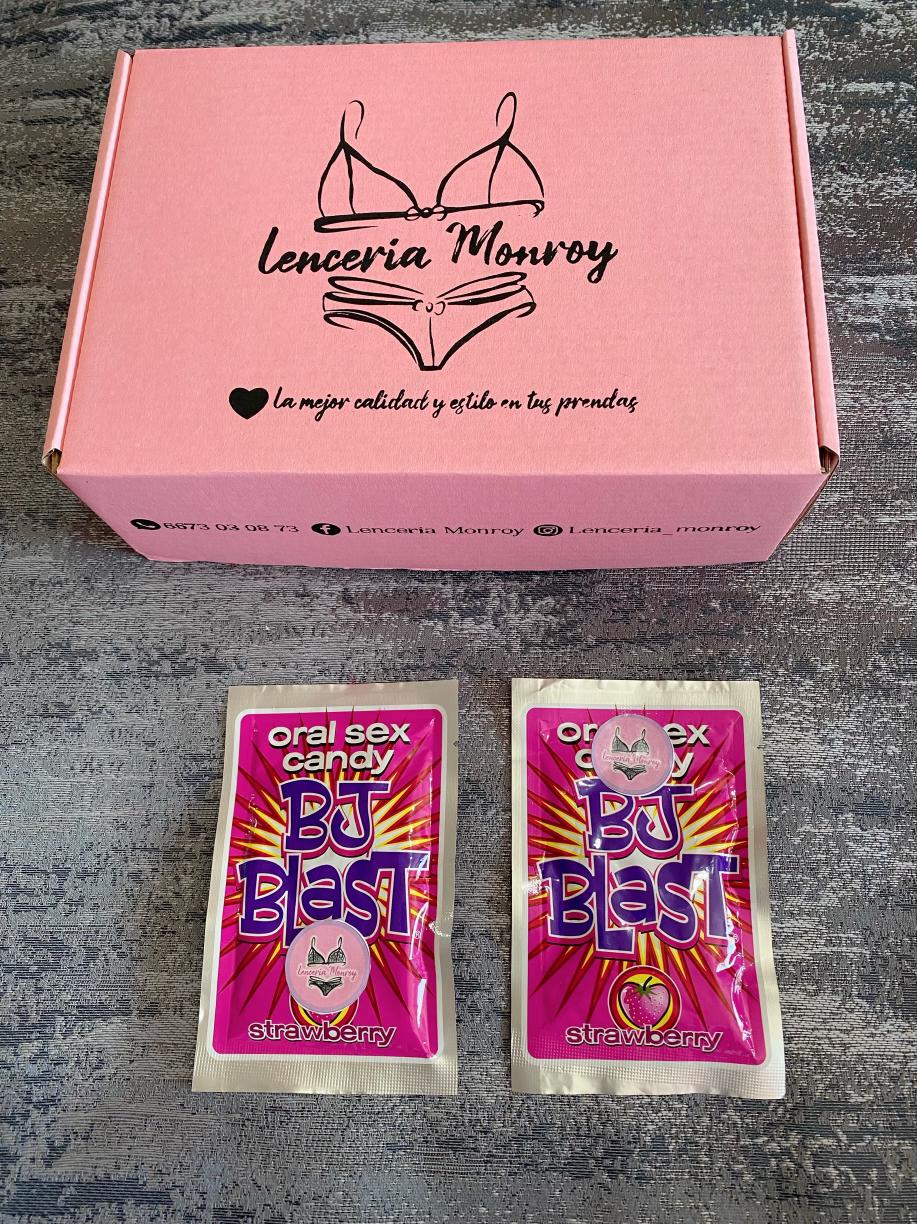 Lenceria Monroy
La mejor calidad y estilo en tus prendas
6673 03 08 73 Lenceria Monroy Lenceria_monroy
oral sex
candy
BJ
BLaST
Lenceria Monroy
strawberry
Lenceria Monroy
BJ
BLaST
strawberry